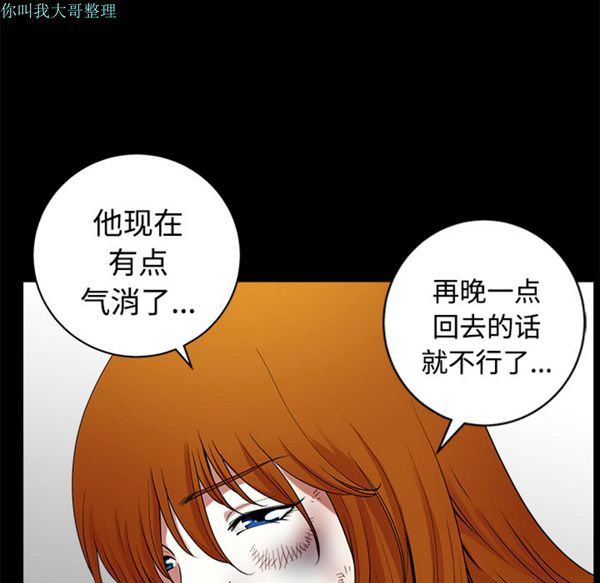 你叫我大哥整理
他现在
有点
气消了...
再晚一点
回去的话
就不行了...